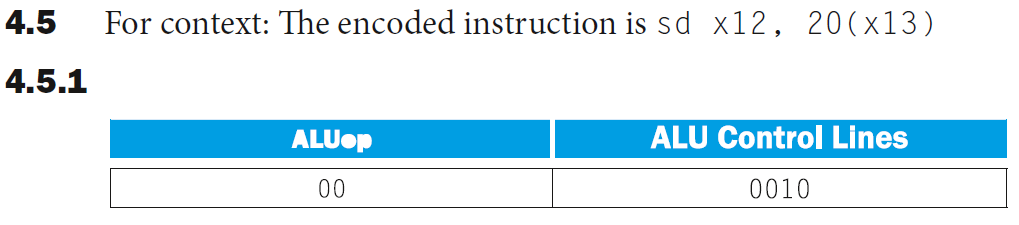 4.5 For context: The encoded instruction is sd x12, 20(x13)
4.5.1
ALUop ALU Control Lines
00 0010